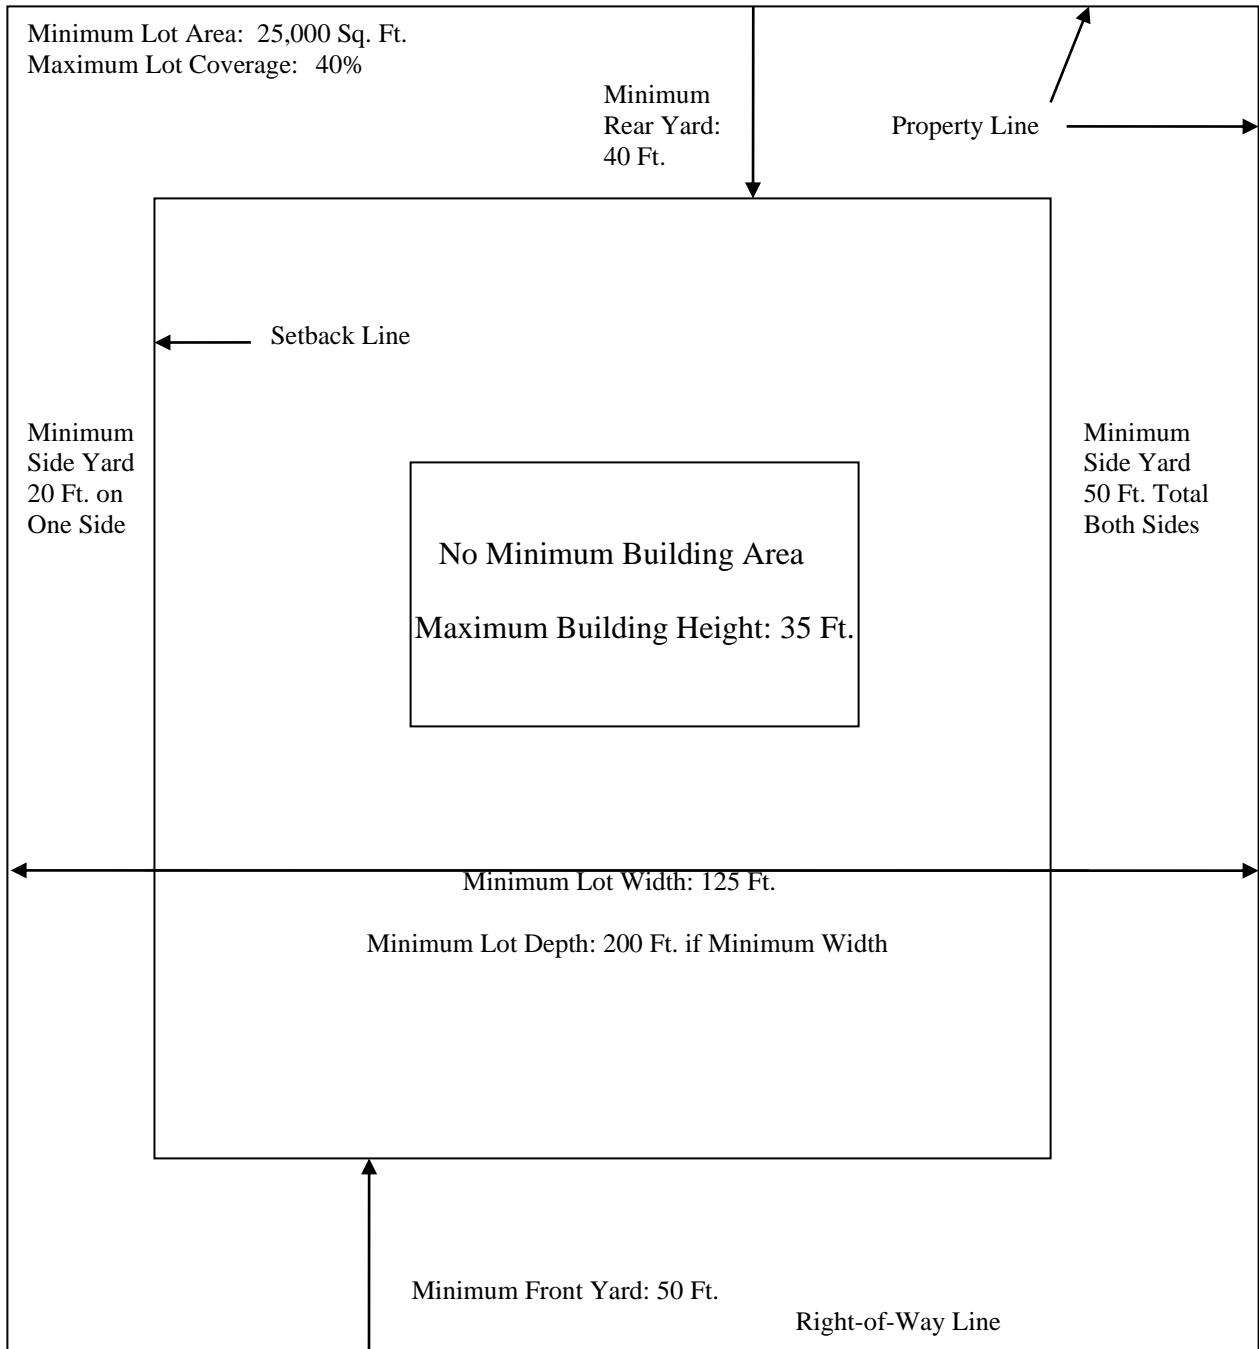 Minimum Lot Area: 25,000 Sq. Ft.
Maximum Lot Coverage: 40%
Minimum
Rear Yard:
40 Ft.
Property Line
Setback Line
Minimum
Side Yard
20 Ft. on
One Side
Minimum
Side Yard
50 Ft. Total
Both Sides
No Minimum Building Area
Maximum Building Height: 35 Ft.
Minimum Lot Width: 125 Ft.
Minimum Lot Depth: 200 Ft. if Minimum Width
Minimum Front Yard: 50 Ft.
Right-of-Way Line